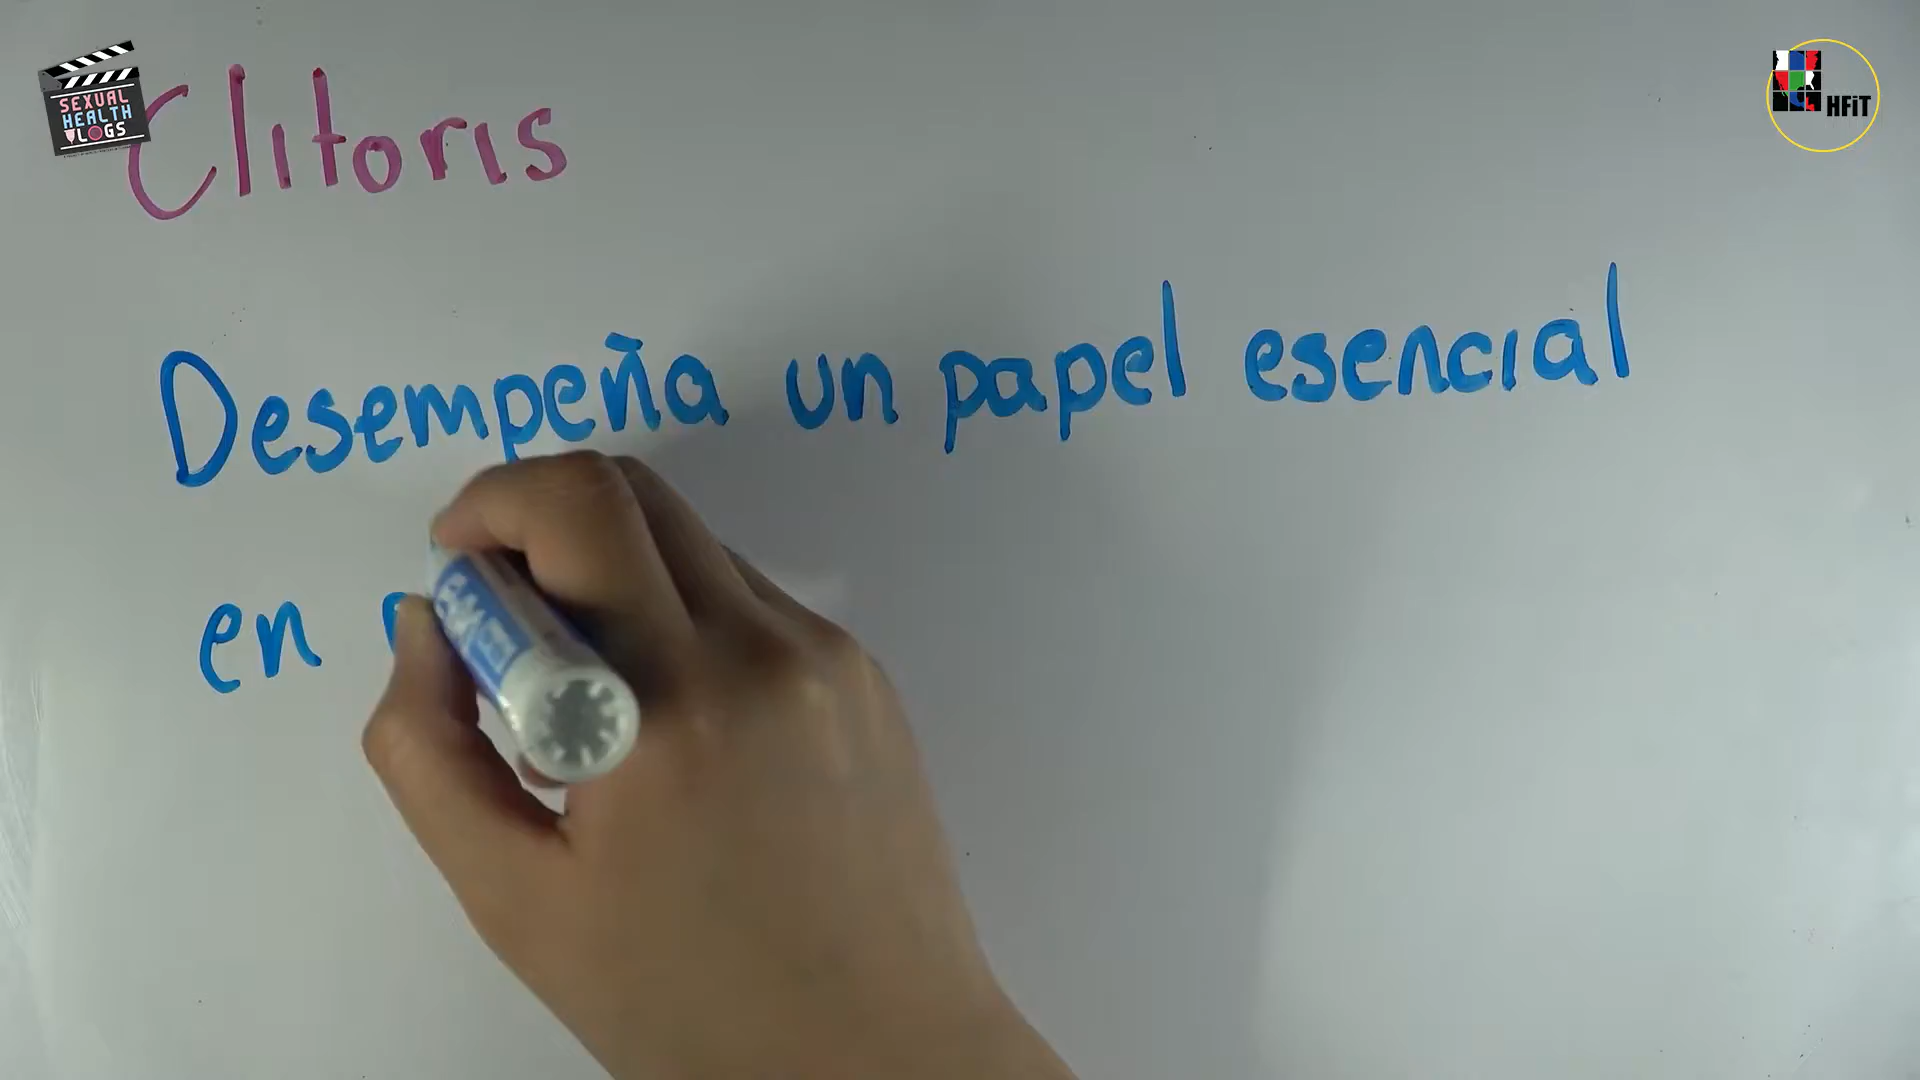 SEXUAL
HEALTH
VLOGS
HFiT
Clitoris
Desempeña un papel esencial
en